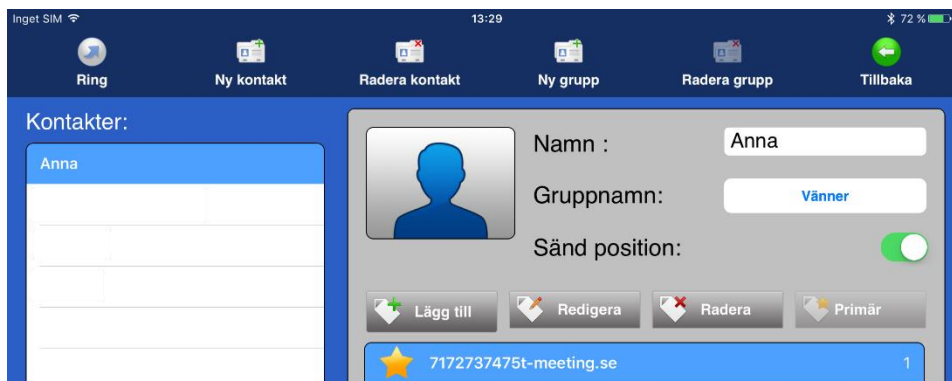 Inget SIM 13:29 72 %
Ring Ny kontakt Radera kontakt Ny grupp Radera grupp Tillbaka
Kontakter:
Anna
Namn : Anna
Gruppnamn: Vänner
Sänd position:
Lägg till Redigera Radera Primär
7172737475t-meeting.se 1